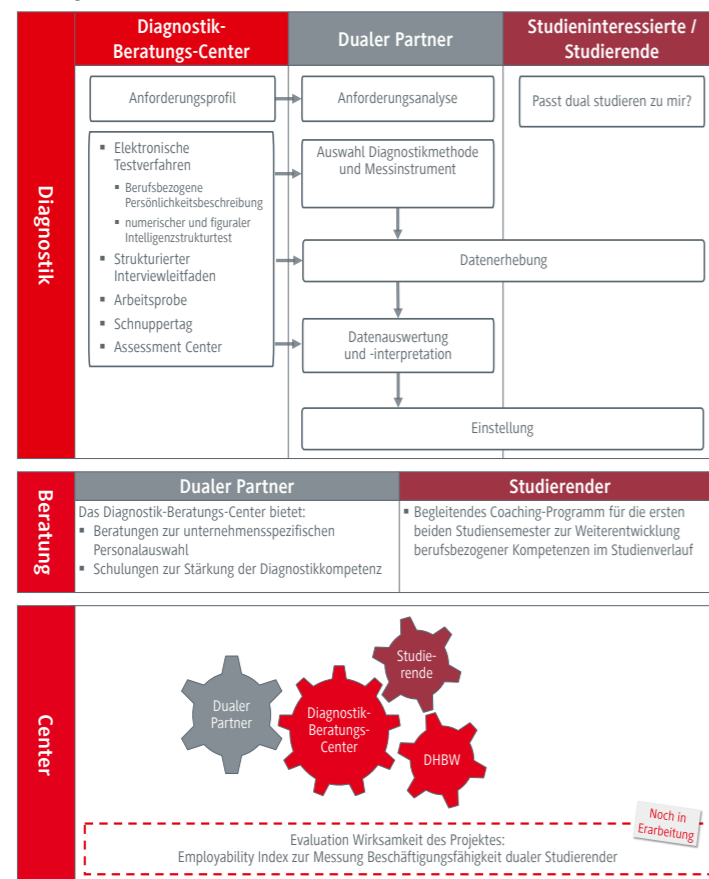 Diagnostik-
Beratungs-Center
Dualer Partner
Studieninteressierte /
Studierende
Diagnostik
Anforderungsprofil
Anforderungsanalyse
Passt dual studieren zu mir?
▪ Elektronische
Testverfahren
▪ Berufsbezogene
Persönlichkeitsbeschreibung
▪ numerischer und figuraler
Intelligenzstrukturtest
▪ Strukturierter
Interviewleitfaden
▪ Arbeitsprobe
▪ Schnuppertag
▪ Assessment Center
Auswahl Diagnostikmethode
und Messinstrument
Datenerhebung
Datenauswertung
und -interpretation
Einstellung
Beratung
Dualer Partner
Das Diagnostik-Beratungs-Center bietet:
▪ Beratungen zur unternehmensspezifischen
Personalauswahl
▪ Schulungen zur Stärkung der Diagnostikkompetenz
Studierender
▪ Begleitendes Coaching-Programm für die ersten
beiden Studiensemester zur Weiterentwicklung
berufsbezogener Kompetenzen im Studienverlauf
Center
Studie-
rende
Dualer
Partner
Diagnostik-
Beratungs-
Center
DHBW
Noch in
Erarbeitung
Evaluation Wirksamkeit des Projektes:
Employability Index zur Messung Beschäftigungsfähigkeit dualer Studierender